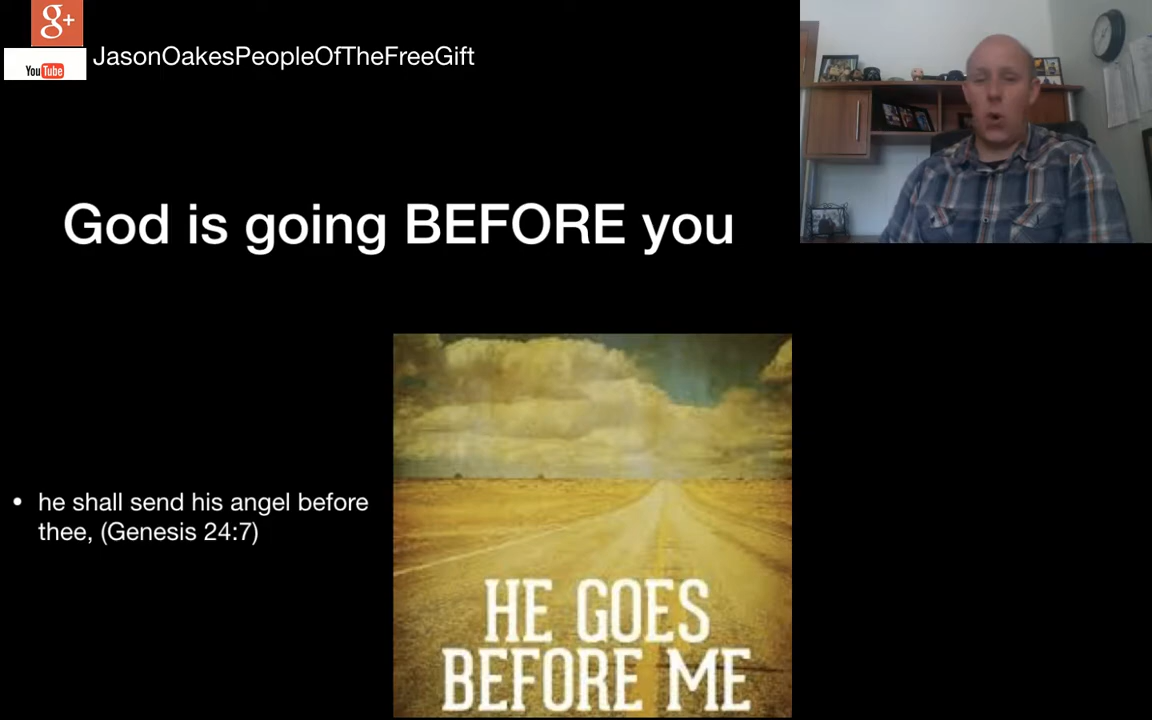 g+
YouTube
JasonOakesPeopleOfTheFreeGift
God is going BEFORE you
• he shall send his angel before
thee, (Genesis 24:7)
HE GOES
BEFORE ME